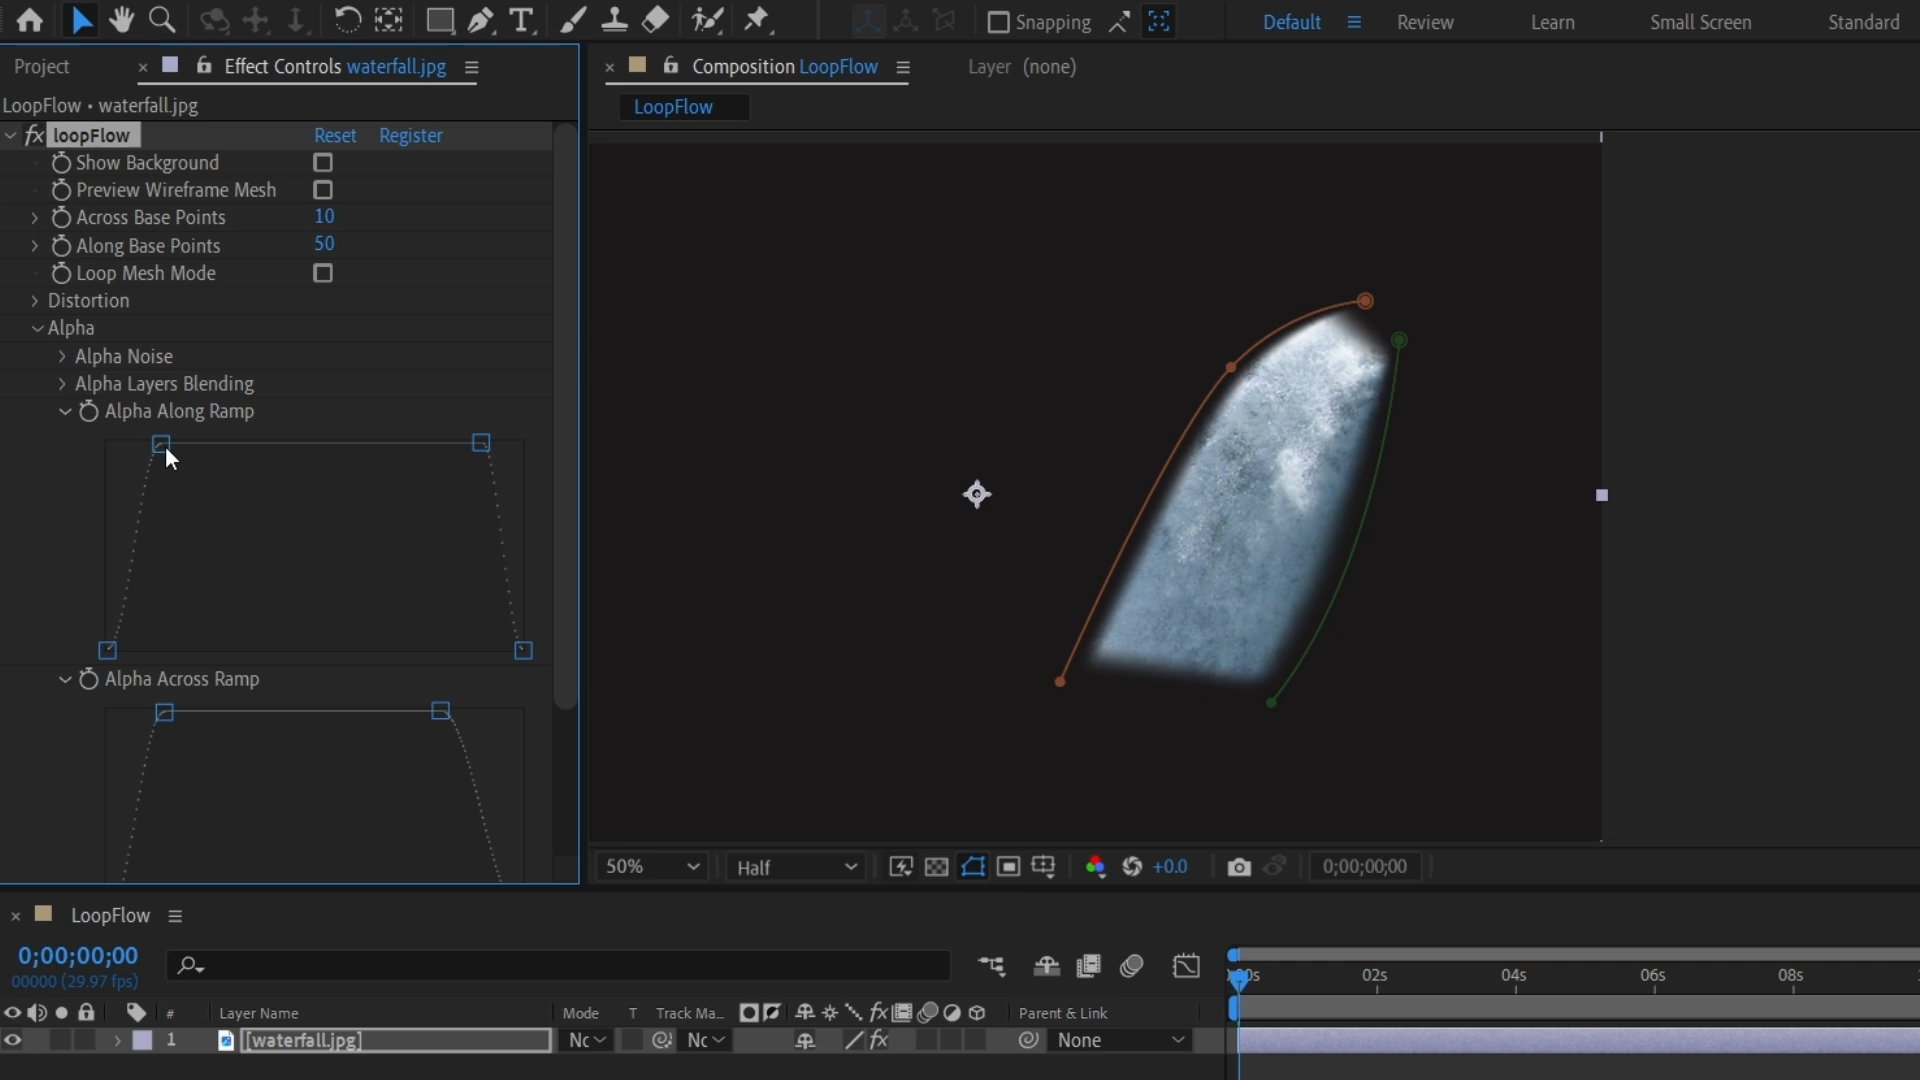 Snapping
Default
Review
Learn
Small Screen
Standard
Project
Effect Controls waterfall.jpg
Composition LoopFlow
Layer (none)
LoopFlow • waterfall.jpg
LoopFlow
fx loopFlow
Reset
Register
Show Background
Preview Wireframe Mesh
Across Base Points
10
Along Base Points
50
Loop Mesh Mode
Distortion
Alpha
Alpha Noise
Alpha Layers Blending
Alpha Along Ramp
Alpha Across Ramp
50%
Half
+0.0
0;00;00;00
LoopFlow
0;00;00;00
00000 (29.97 fps)
02s
04s
06s
08s
#
Layer Name
Mode
T
Track Ma...
fx
Parent & Link
1
[waterfall.jpg]
fx
None